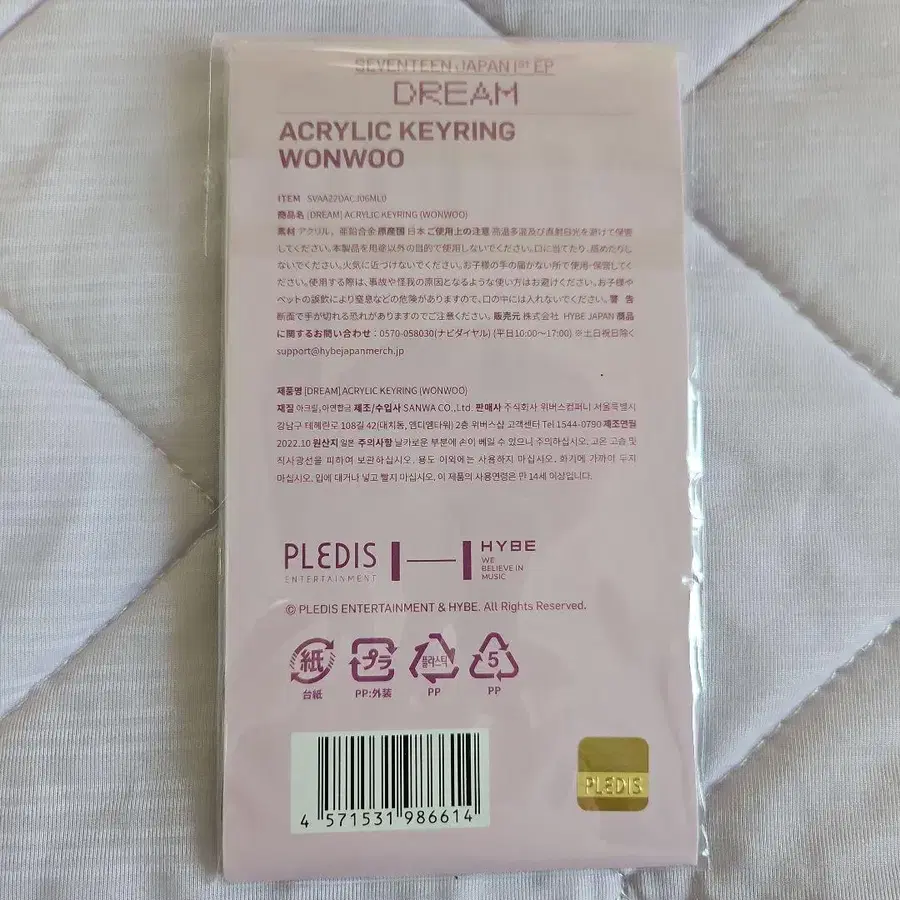 SEVENTEEN JAPAN 1ST EP
DREAM
ACRYLIC KEYRING
WONWOO
ITEM SVAA22DACJ06ML0
商品名 [DREAM] ACRYLIC KEYRING (WONWOO)
素材 アクリル、亜鉛合金 原産国 日本 ご使用上の注意 高温多湿及び直射日光を避けて保管
してください。本製品を用途以外の目的で使用しないでください。口に当てたり、舐めたりしな
いでください。火気に近づけないでください。お子様の手の届かない所で使用・保管してく
ださい。使用する際は、事故や怪我の原因となるような使い方はお避けください。お子様や
ペットの誤飲により窒息などの危険がありますので、口の中には入れないでください。警 告
断面で手が切れる恐れがありますのでご注意ください。販売元 株式会社 HYBE JAPAN 商品
に関するお問い合わせ：0570-058030(ナビダイヤル) (平日10:00〜17:00) ※土日祝日除く
support@hybejapanmerch.jp
제품명 [DREAM] ACRYLIC KEYRING (WONWOO)
재질 아크릴, 아연합금 제조/수입사 SANWA CO.,Ltd. 판매사 주식회사 위버스컴퍼니 서울특별시
강남구 테헤란로 108길 42(대치동, 엠디엠타워) 2층 위버스샵 고객센터 Tel 1544-0790 제조연월
2022.10 원산지 일본 주의사항 날카로운 부분에 손이 베일 수 있으니 주의하십시오. 고온 고습 및
직사광선을 피하여 보관하십시오. 용도 이외에는 사용하지 마십시오. 화기에 가까이 두지
마십시오. 입에 대거나 넣고 빨지 마십시오. 이 제품의 사용연령은 만 14세 이상입니다.
PLEDIS
ENTERTAINMENT
HYBE
WE
BELIEVE IN
MUSIC
© PLEDIS ENTERTAINMENT & HYBE. All Rights Reserved.
紙 プラ 플라스틱 5
台紙 PP:外装 PP PP
PLEDIS
4 571531 986614